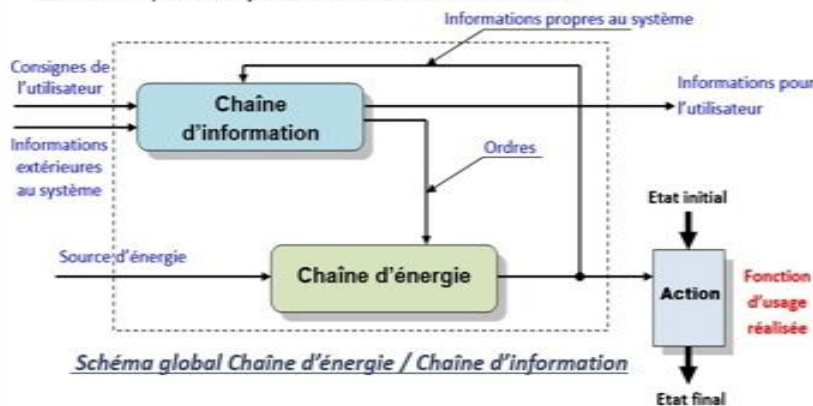 Informations propres au système
Consignes de
l'utilisateur
Chaîne
d'information
Informations pour
l'utilisateur
Informations
extérieures
au système
Ordres
Etat initial
Source d'énergie
Chaîne d'énergie
Action
Fonction
d'usage
réalisée
Schéma global Chaîne d'énergie / Chaîne d'information
Etat final